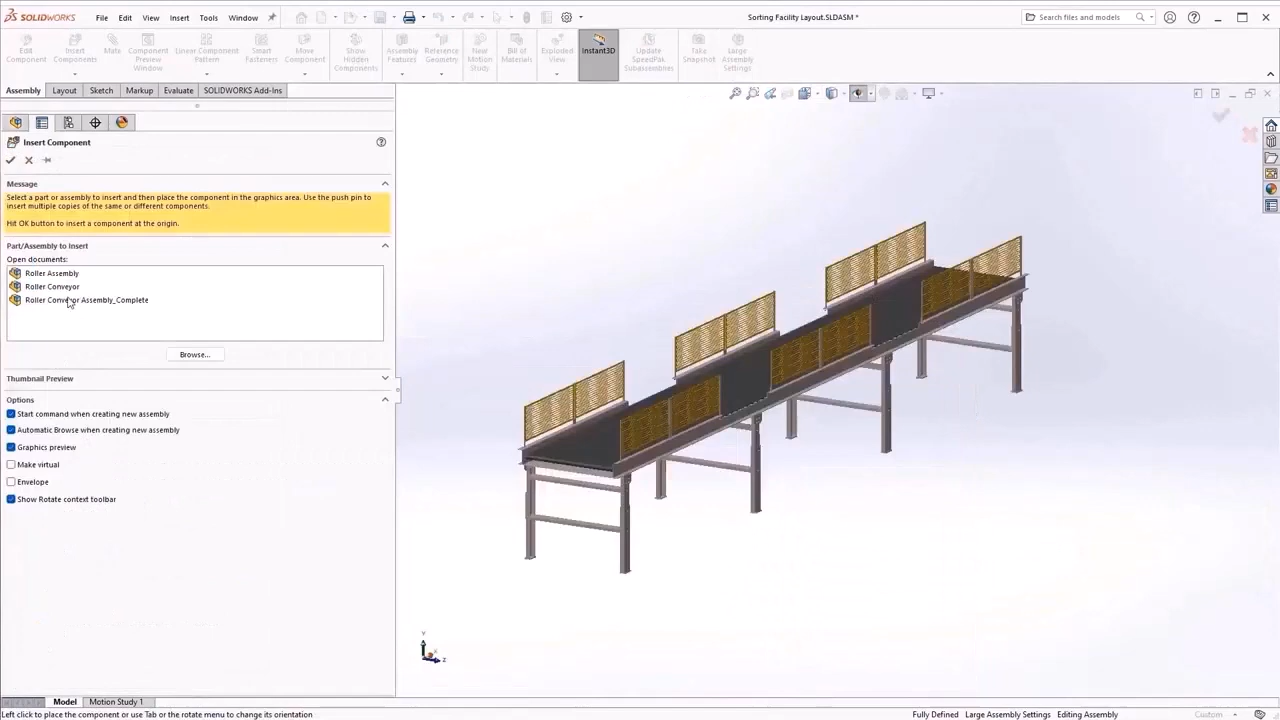 SOLIDWORKS File Edit View Insert Tools Window Sorting Facility Layout.SLDASM * Search files and models
Edit Component
Insert Components
Mate
Component Preview Window
Linear Component Pattern
Smart Fasteners
Move Component
Show Hidden Components
Assembly Features
Reference Geometry
New Motion Study
Bill of Materials
Exploded View
Instant3D
Update SpeedPak Subassemblies
Take Snapshot
Large Assembly Settings
Assembly Layout Sketch Markup Evaluate SOLIDWORKS Add-Ins
Insert Component
Message
Select a part or assembly to insert and then place the component in the graphics area. Use the push pin to
insert multiple copies of the same or different components.
Hit OK button to insert a component at the origin.
Part/Assembly to Insert
Open documents:
Roller Assembly
Roller Conveyor
Roller Conveyor Assembly_Complete
Browse...
Thumbnail Preview
Options
Start command when creating new assembly
Automatic Browse when creating new assembly
Graphics preview
Make virtual
Envelope
Show Rotate context toolbar
Y
X
Z
Model Motion Study 1
Left click to place the component or use Tab or the rotate menu to change its orientation Fully Defined Large Assembly Settings Editing Assembly Custom